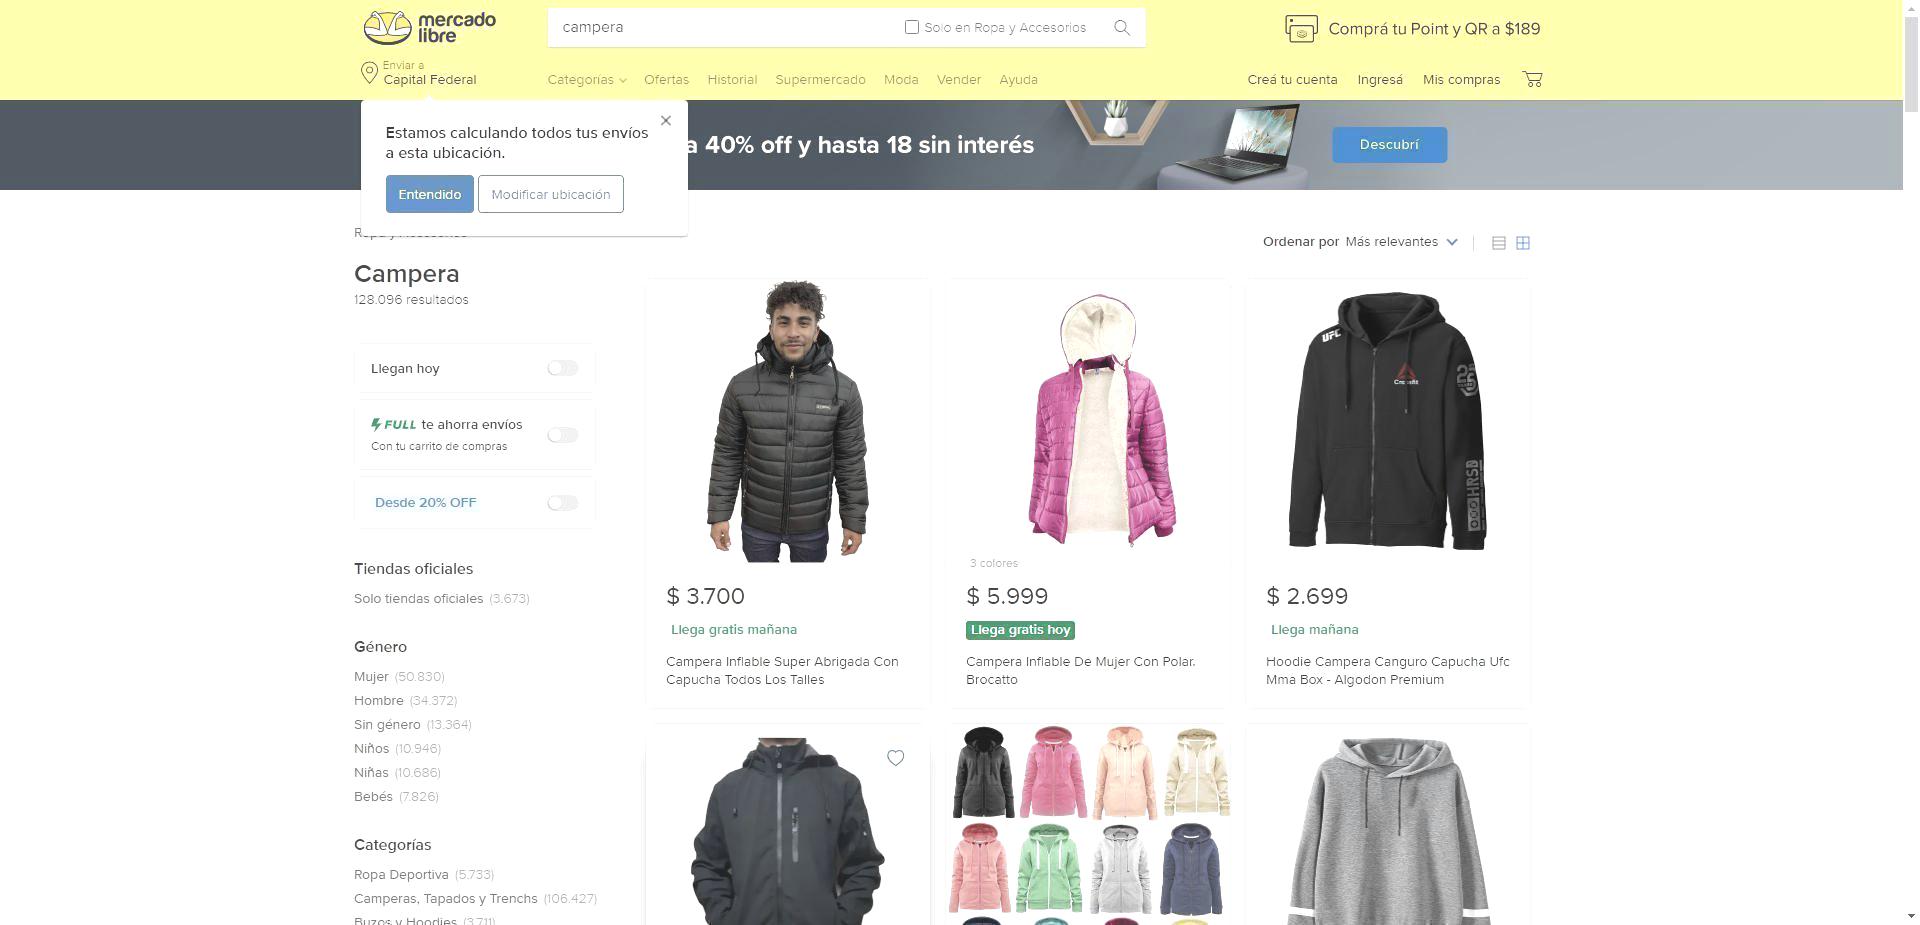 mercado
libre
campera
Solo en Ropa y Accesorios
Comprá tu Point y QR a $189
Enviar a
Capital Federal
Categorías
Ofertas
Historial
Supermercado
Moda
Vender
Ayuda
Creá tu cuenta
Ingresá
Mis compras
Estamos calculando todos tus envíos
a esta ubicación.
Entendido
Modificar ubicación
a 40% off y hasta 18 sin interés
Descubrí
Ordenar por Más relevantes
Campera
128.096 resultados
Llegan hoy
FULL te ahorra envíos
Con tu carrito de compras
Desde 20% OFF
Tiendas oficiales
Solo tiendas oficiales (3.673)
Género
Mujer (50.830)
Hombre (34.372)
Sin género (13.364)
Niños (10.946)
Niñas (10.686)
Bebés (7.826)
Categorías
Ropa Deportiva (5.733)
Camperas, Tapados y Trenchs (106.427)
Buzos y Hoodies (3.711)
$ 3.700
Llega gratis mañana
Campera Inflable Super Abrigada Con
Capucha Todos Los Talles
3 colores
$ 5.999
Llega gratis hoy
Campera Inflable De Mujer Con Polar.
Brocatto
UFC
CrossFit
$ 2.699
Llega mañana
Hoodie Campera Canguro Capucha Ufc
Mma Box - Algodon Premium